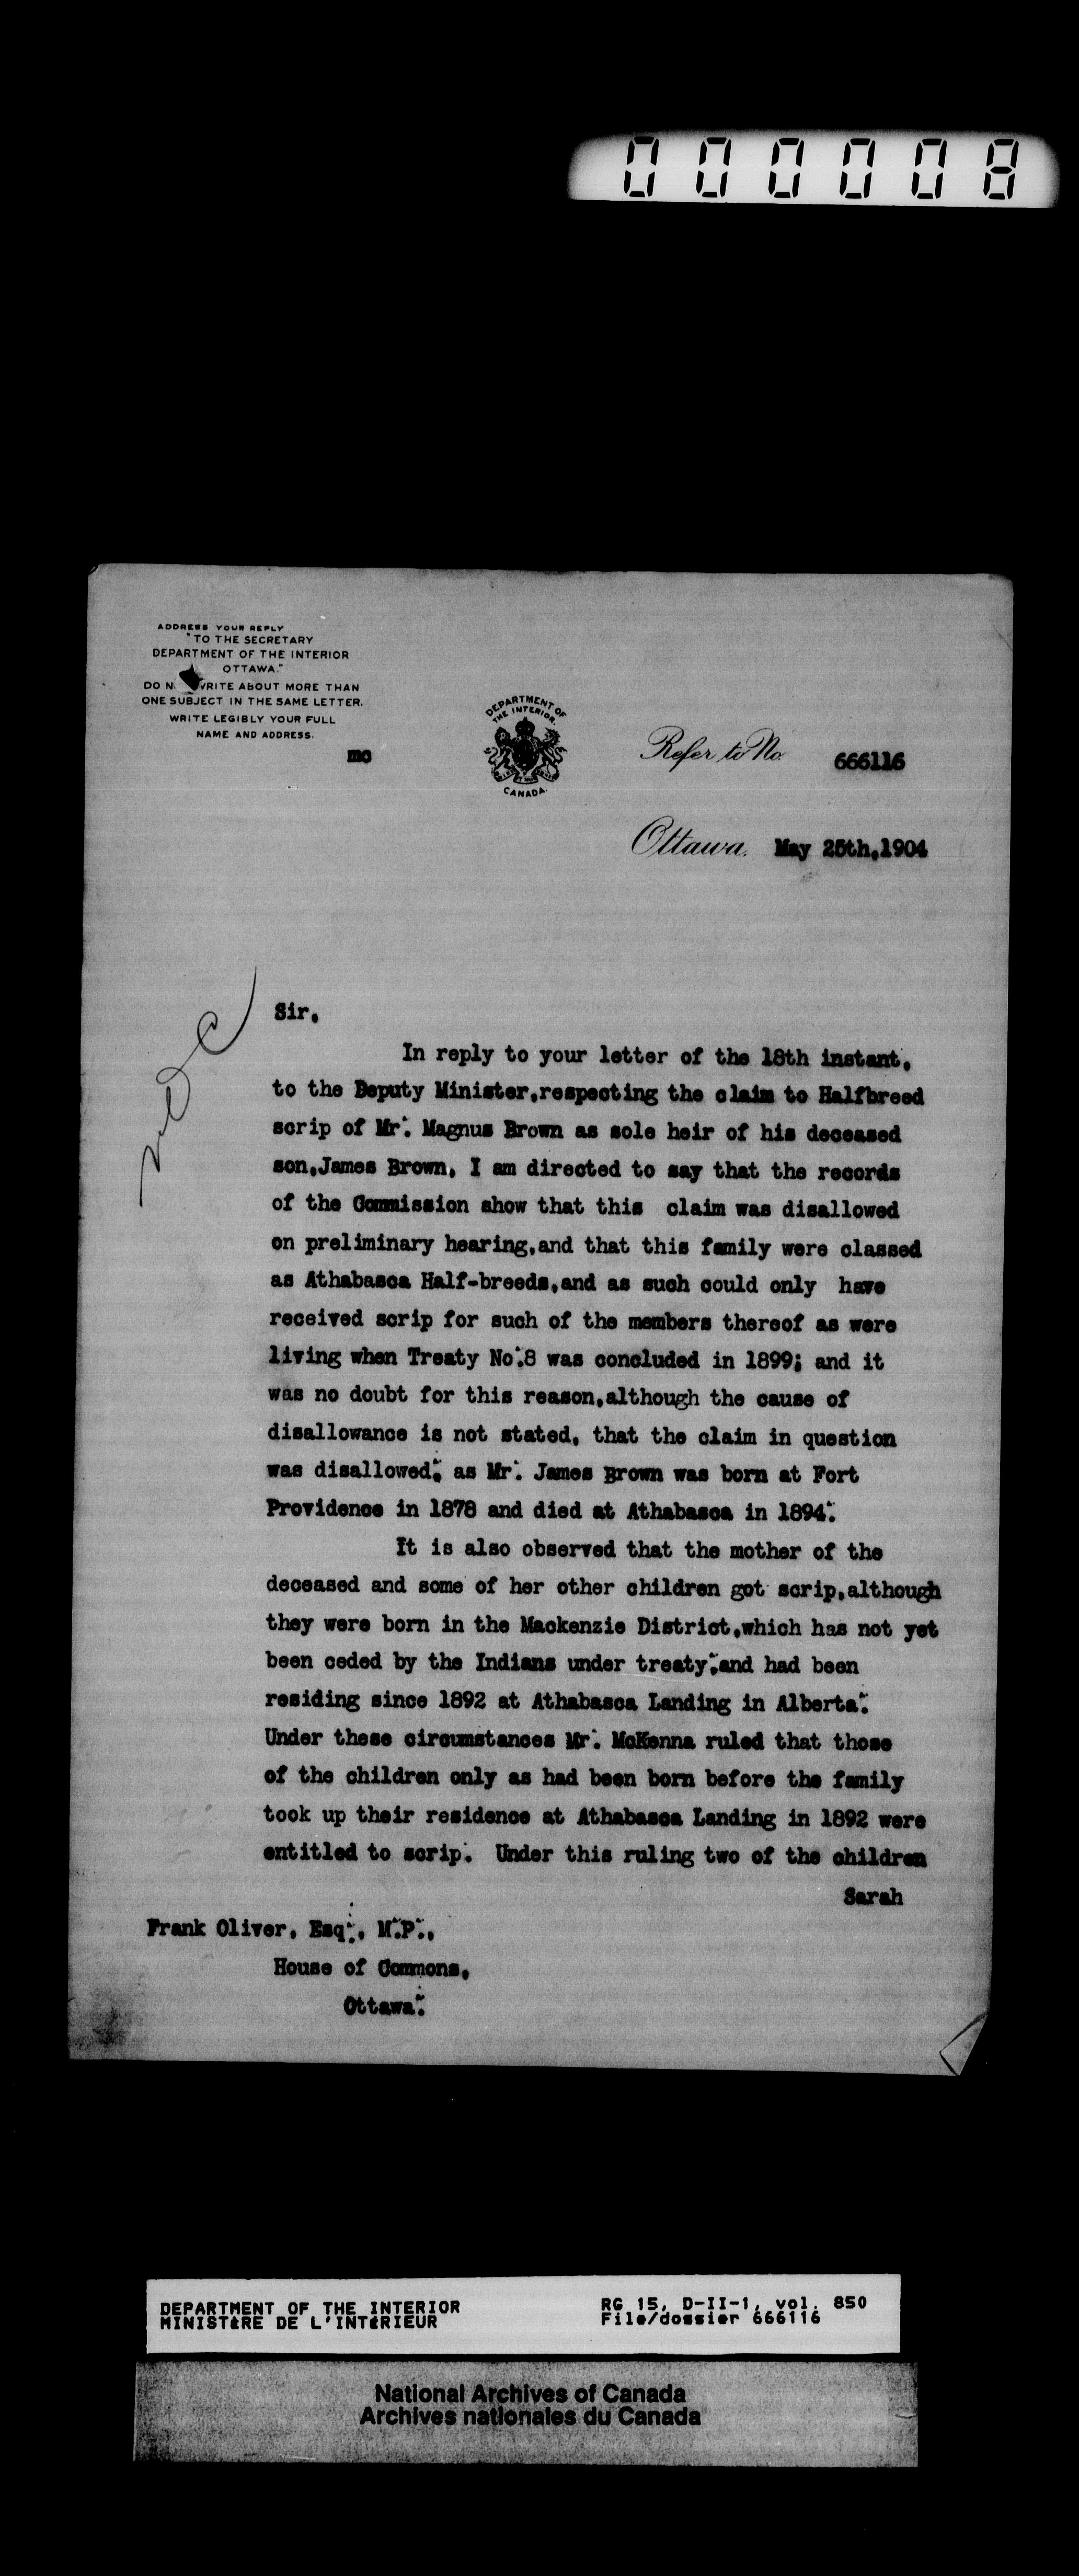 000008
ADDRESS YOUR REPLY
"TO THE SECRETARY
DEPARTMENT OF THE INTERIOR
OTTAWA."
DO N WRITE ABOUT MORE THAN
ONE SUBJECT IN THE SAME LETTER.
WRITE LEGIBLY YOUR FULL
NAME AND ADDRESS.
mc
DEPARTMENT OF
THE INTERIOR.
CANADA.
Refer to No. 666116
Ottawa. May 25th,1904
Sir,
In reply to your letter of the 18th instant,
to the Deputy Minister,respecting the claim to Halfbreed
scrip of Mr. Magnus Brown as sole heir of his deceased
son,James Brown, I am directed to say that the records
of the Commission show that this claim was disallowed
on preliminary hearing,and that this family were classed
as Athabasca Half-breeds,and as such could only have
received scrip for such of the members thereof as were
living when Treaty No.8 was concluded in 1899; and it
was no doubt for this reason,although the cause of
disallowance is not stated, that the claim in question
was disallowed, as Mr. James Brown was born at Fort
Providence in 1878 and died at Athabasca in 1894.
It is also observed that the mother of the
deceased and some of her other children got scrip,although
they were born in the Mackenzie District,which has not yet
been ceded by the Indians under treaty,and had been
residing since 1892 at Athabasca Landing in Alberta.
Under these circumstances Mr. McKenna ruled that those
of the children only as had been born before the family
took up their residence at Athabasca Landing in 1892 were
entitled to scrip. Under this ruling two of the children
Sarah
Frank Oliver, Esq., M.P.,
House of Commons,
Ottawa.
DEPARTMENT OF THE INTERIOR
MINISTÈRE DE L'INTÉRIEUR
RG 15, D-II-1, vol. 850
File/dossier 666116
National Archives of Canada
Archives nationales du Canada